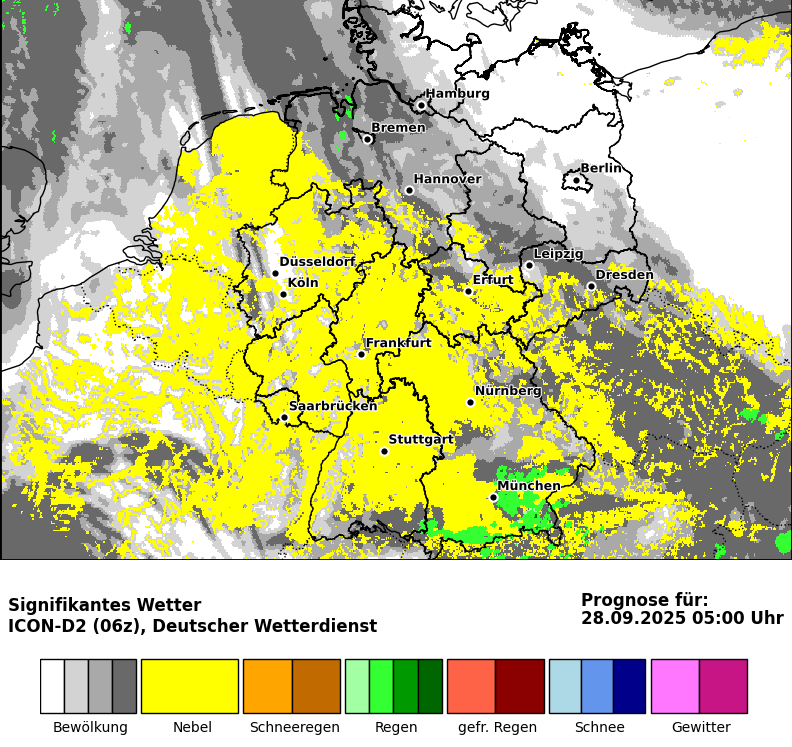 Hamburg
Bremen
Berlin
Hannover
Leipzig
Düsseldorf
Dresden
Köln
Erfurt
Frankfurt
Nürnberg
Saarbrücken
Stuttgart
München
Signifikantes Wetter
ICON-D2 (06z), Deutscher Wetterdienst
Prognose für:
28.09.2025 05:00 Uhr
Bewölkung Nebel Schneeregen Regen gefr. Regen Schnee Gewitter